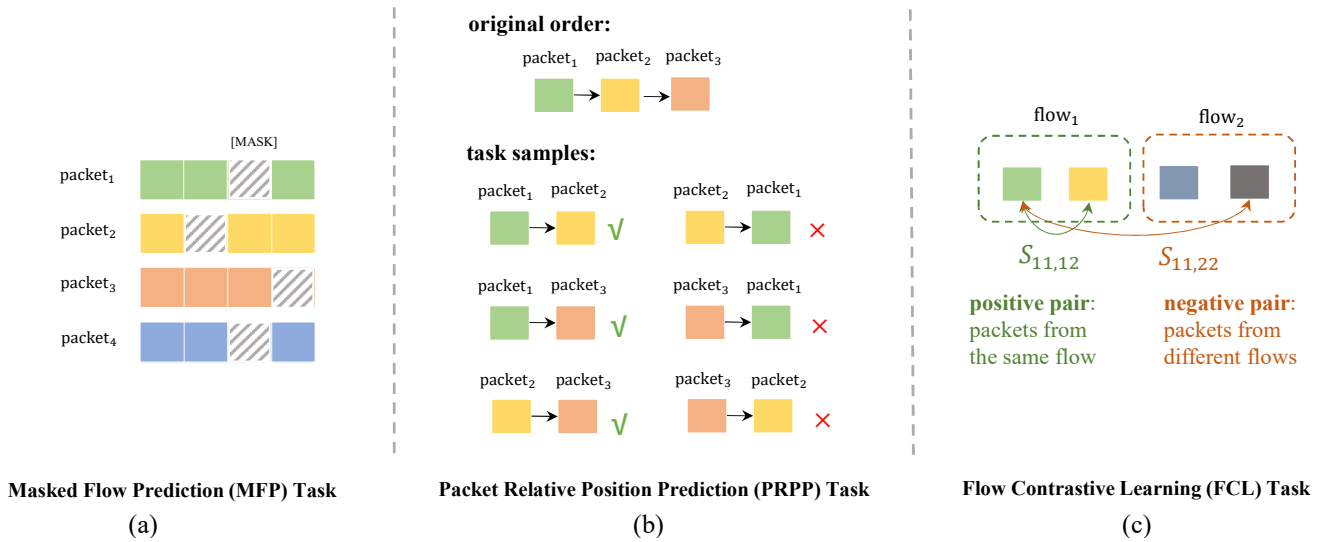 [MASK]
packet₁
packet₂
packet₃
packet₄
Masked Flow Prediction (MFP) Task
(a)
original order:
packet₁ packet₂ packet₃
task samples:
packet₁ packet₂ packet₂ packet₁
√ ×
packet₁ packet₃ packet₃ packet₁
√ ×
packet₂ packet₃ packet₃ packet₂
√ ×
Packet Relative Position Prediction (PRPP) Task
(b)
flow₁ flow₂
S₁₁,₁₂ S₁₁,₂₂
positive pair:
packets from
the same flow
negative pair:
packets from
different flows
Flow Contrastive Learning (FCL) Task
(c)